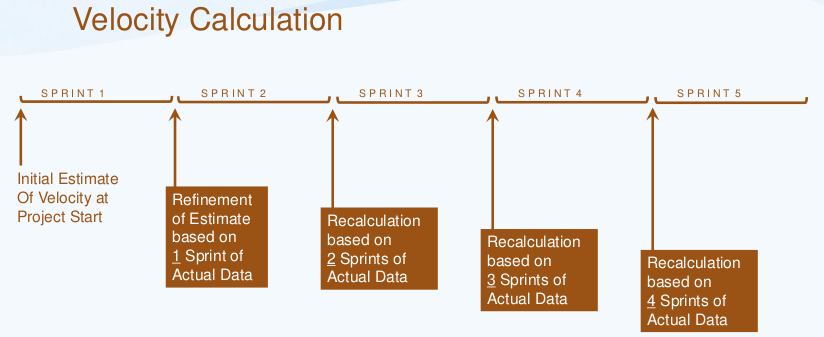 Velocity Calculation
SPRINT 1
SPRINT 2
SPRINT 3
SPRINT 4
SPRINT 5
Initial Estimate
Of Velocity at
Project Start
Refinement
of Estimate
based on
1 Sprint of
Actual Data
Recalculation
based on
2 Sprints of
Actual Data
Recalculation
based on
3 Sprints of
Actual Data
Recalculation
based on
4 Sprints of
Actual Data